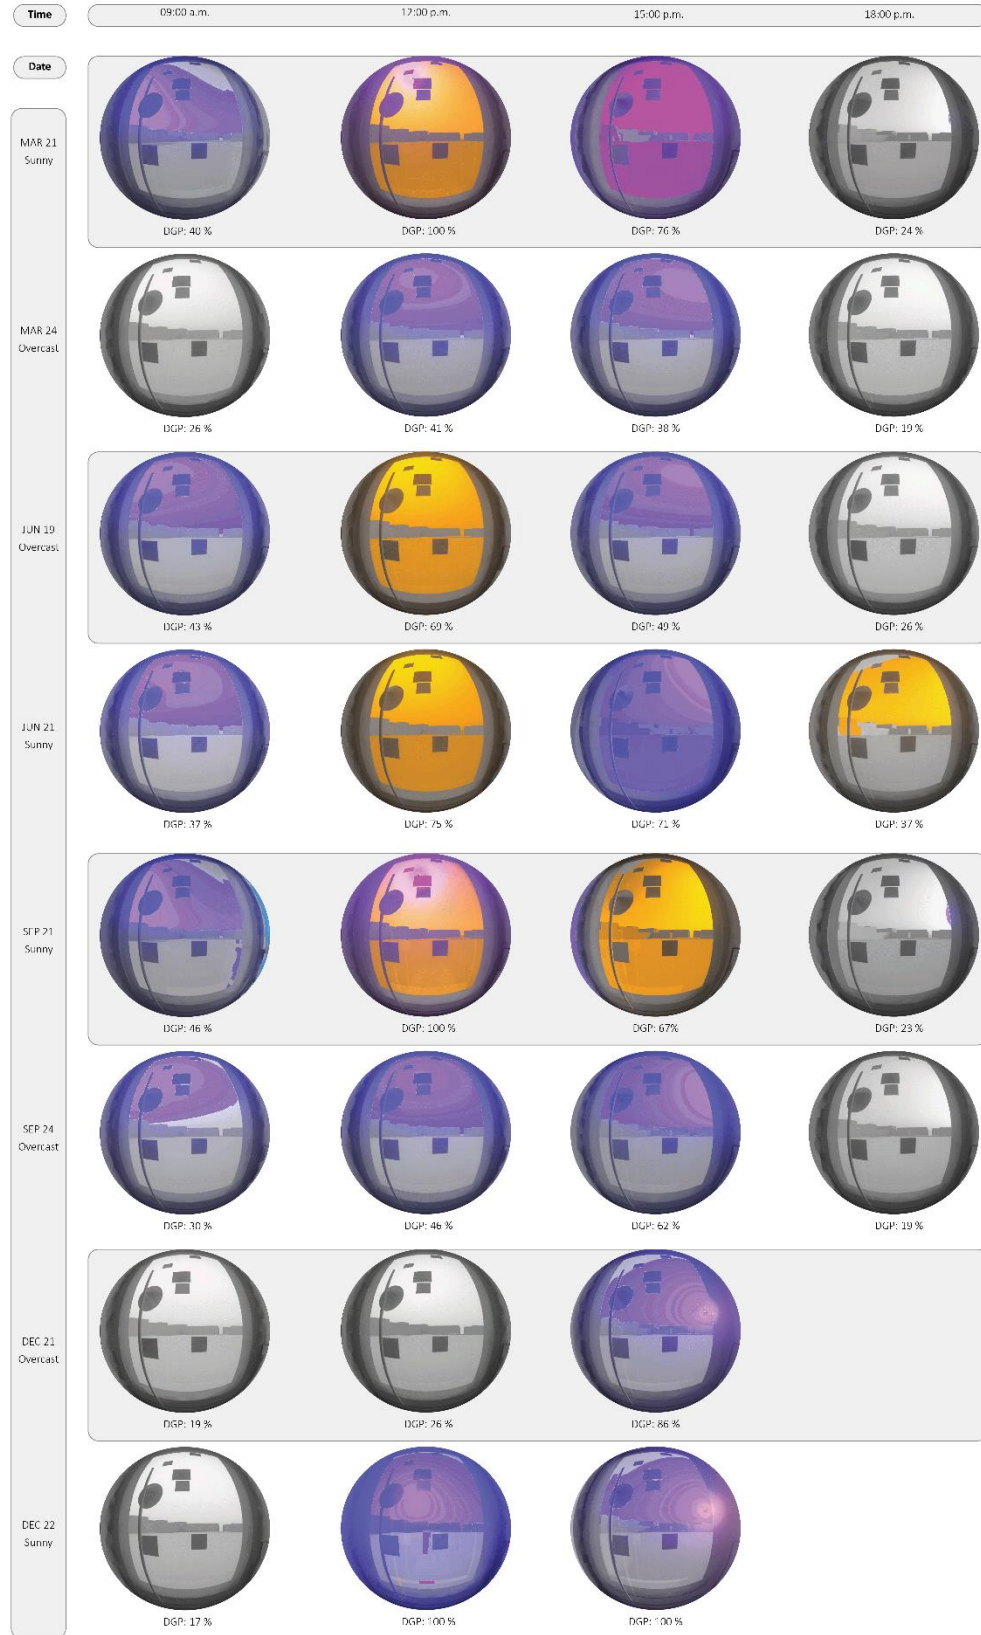 Time 09:00 a.m. 12:00 p.m. 15:00 p.m. 18:00 p.m.
Date
MAR 21
Sunny
DGP: 40 % DGP: 100 % DGP: 76 % DGP: 24 %
MAR 24
Overcast
DGP: 26 % DGP: 41 % DGP: 38 % DGP: 19 %
JUN 19
Overcast
DGP: 43 % DGP: 69 % DGP: 49 % DGP: 26 %
JUN 21
Sunny
DGP: 37 % DGP: 75 % DGP: 71 % DGP: 37 %
SEP 21
Sunny
DGP: 46 % DGP: 100 % DGP: 67% DGP: 23 %
SEP 24
Overcast
DGP: 30 % DGP: 46 % DGP: 62 % DGP: 19 %
DEC 21
Overcast
DGP: 19 % DGP: 26 % DGP: 86 %
DEC 22
Sunny
DGP: 17 % DGP: 100 % DGP: 100 %